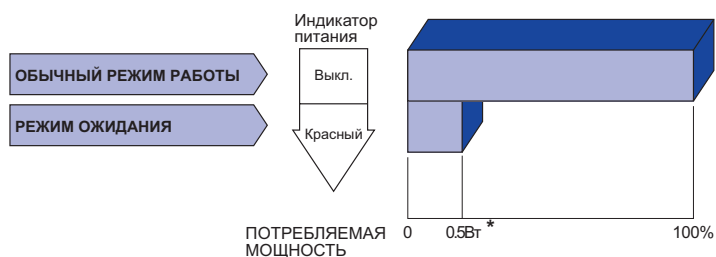 Индикатор
питания
ОБЫЧНЫЙ РЕЖИМ РАБОТЫ
Выкл.
РЕЖИМ ОЖИДАНИЯ
Красный
ПОТРЕБЛЯЕМАЯ
МОЩНОСТЬ
0 0.5Вт * 100%